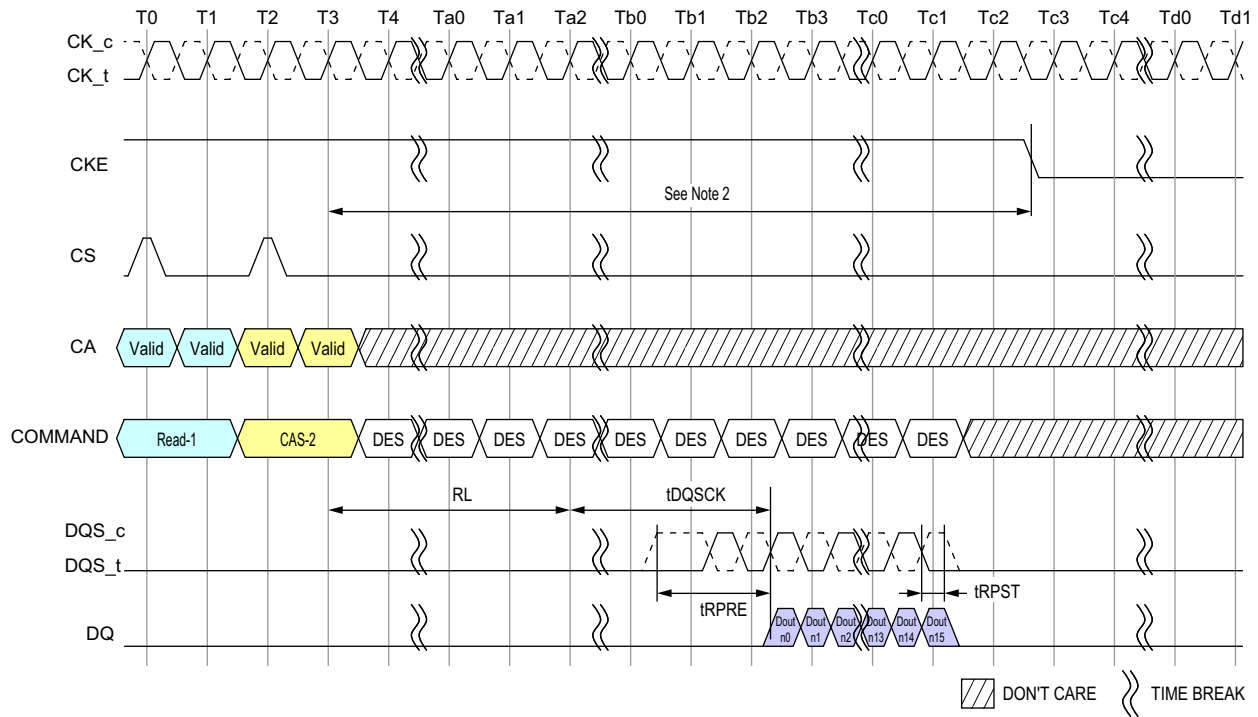 T0 T1 T2 T3 T4 Ta0 Ta1 Ta2 Tb0 Tb1 Tb2 Tb3 Tc0 Tc1 Tc2 Tc3 Tc4 Td0 Td1
CK_c
CK_t
CKE
See Note 2
CS
CA Valid Valid Valid Valid
COMMAND Read-1 CAS-2 DES DES DES DES DES DES DES DES DES DES
RL tDQSCK
DQS_c
DQS_t
tRPRE tRPST
DQ Dout n0 Dout n1 Dout n2 Dout n13 Dout n14 Dout n15
DON'T CARE TIME BREAK